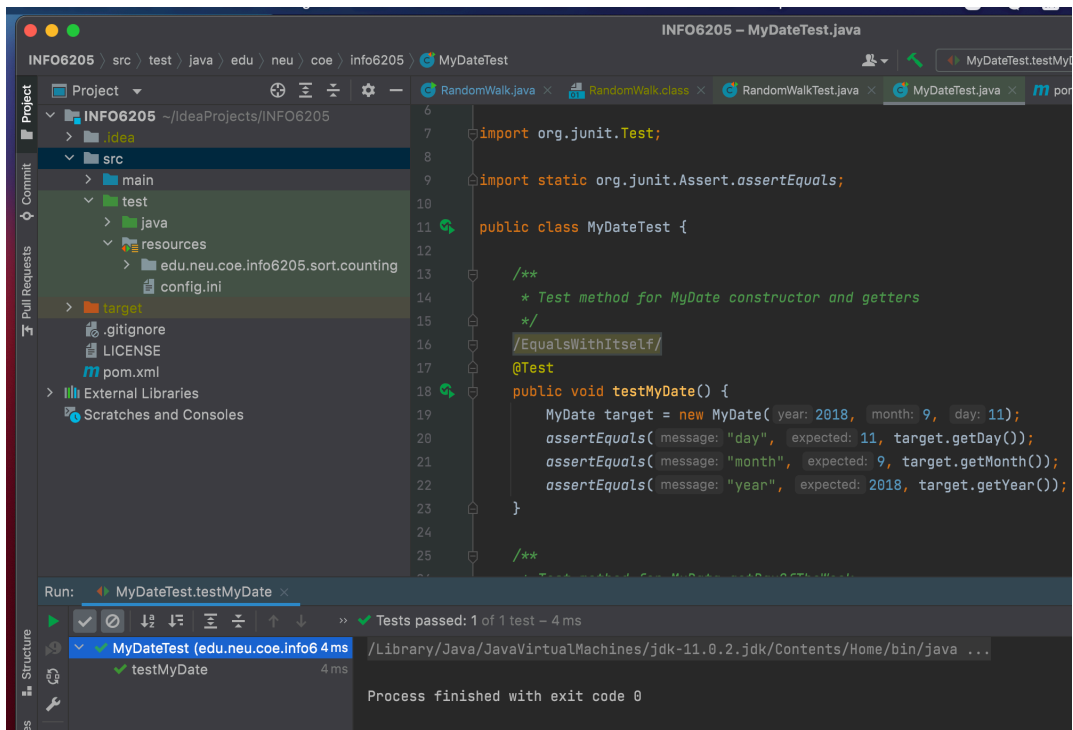 INFO6205 – MyDateTest.java
INFO6205 〉 src 〉 test 〉 java 〉 edu 〉 neu 〉 coe 〉 info6205 〉 MyDateTest
MyDateTest.testMyD
Project
Project
RandomWalk.java ×
RandomWalk.class ×
RandomWalkTest.java ×
MyDateTest.java ×
pom
INFO6205 ~/IdeaProjects/INFO6205
.idea
src
main
test
java
resources
edu.neu.coe.info6205.sort.counting
config.ini
target
.gitignore
LICENSE
pom.xml
External Libraries
Scratches and Consoles
Commit
Pull Requests
6
7 import org.junit.Test;
8
9 import static org.junit.Assert.assertEquals;
10
11 public class MyDateTest {
12
13 /**
14 * Test method for MyDate constructor and getters
15 */
16 /EqualsWithItself/
17 @Test
18 public void testMyDate() {
19 MyDate target = new MyDate( year: 2018, month: 9, day: 11);
20 assertEquals( message: "day", expected: 11, target.getDay());
21 assertEquals( message: "month", expected: 9, target.getMonth());
22 assertEquals( message: "year", expected: 2018, target.getYear());
23 }
24
25 /**
Run: MyDateTest.testMyDate ×
» Tests passed: 1 of 1 test – 4 ms
MyDateTest (edu.neu.coe.info6 4 ms
testMyDate 4 ms
/Library/Java/JavaVirtualMachines/jdk-11.0.2.jdk/Contents/Home/bin/java ...
Process finished with exit code 0
Structure